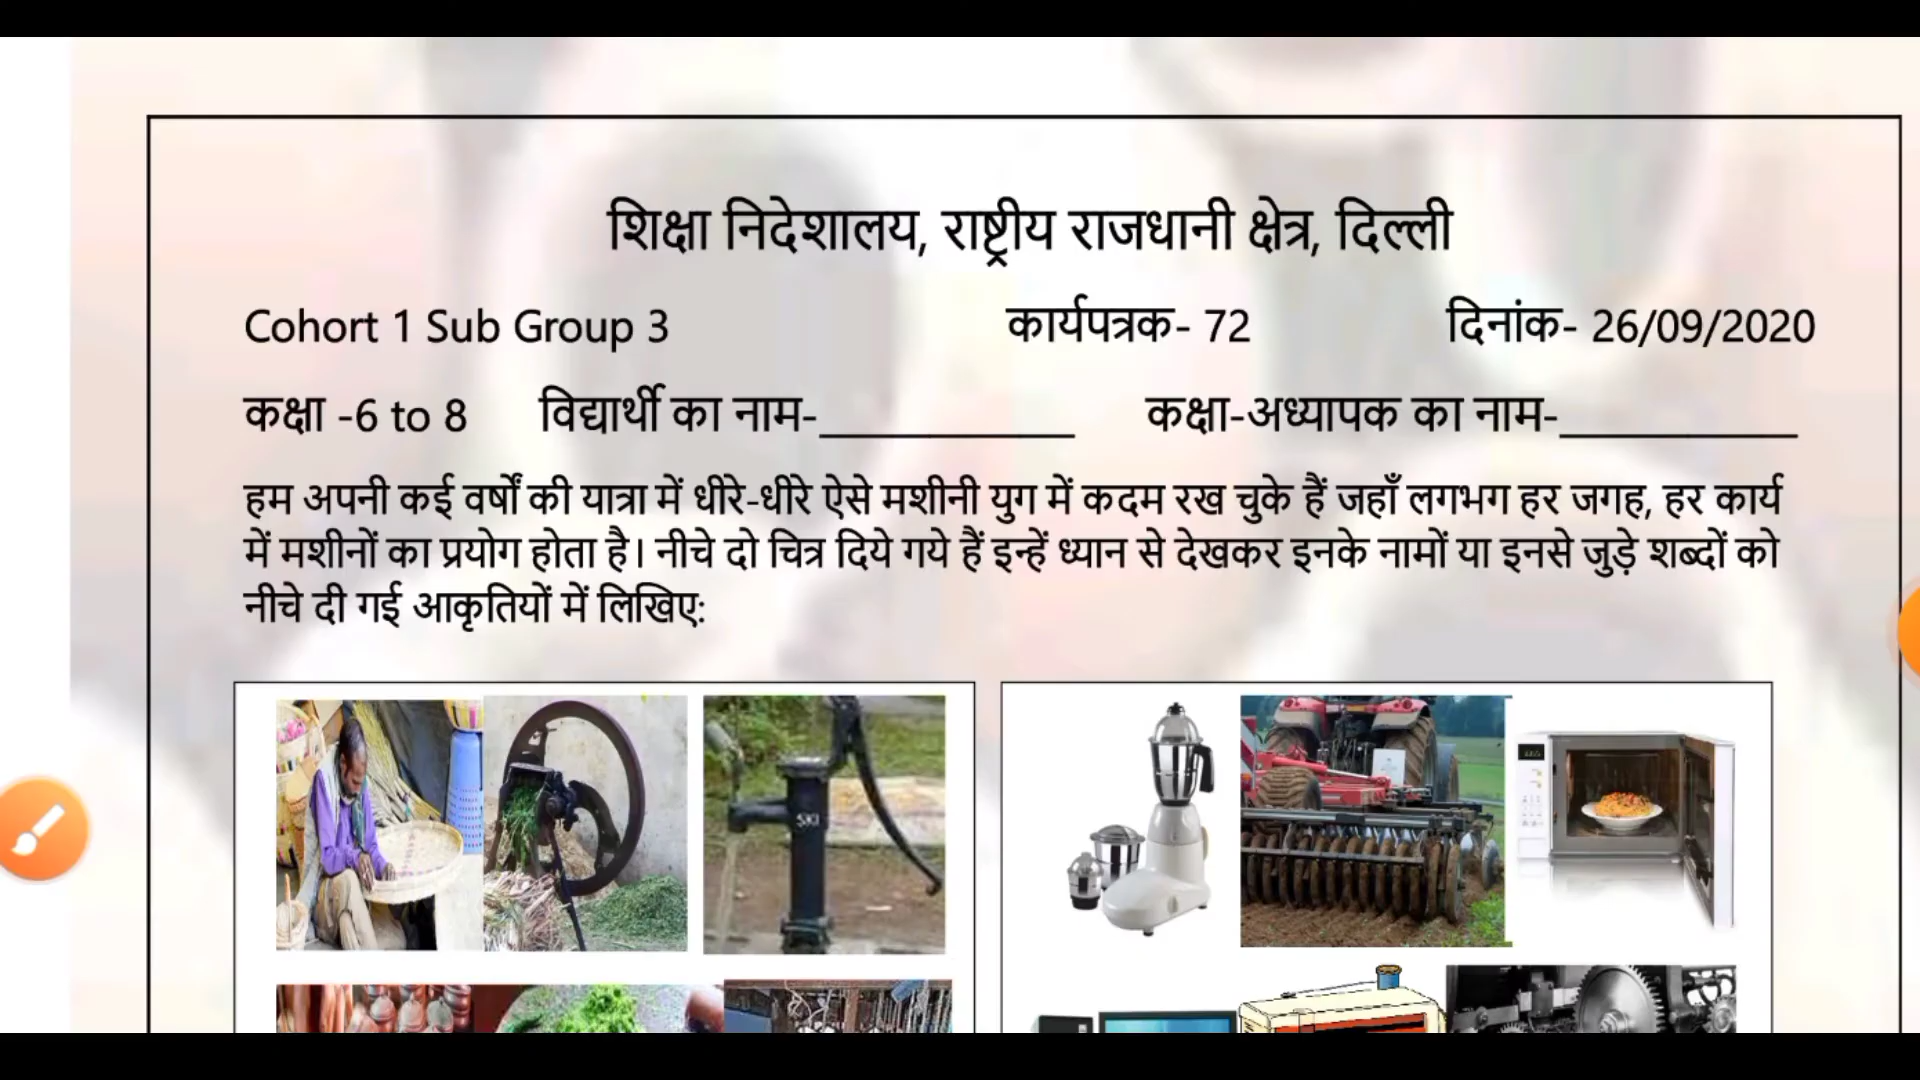 शिक्षा निदेशालय, राष्ट्रीय राजधानी क्षेत्र, दिल्ली
Cohort 1 Sub Group 3 कार्यपत्रक- 72 दिनांक- 26/09/2020
कक्षा -6 to 8 विद्यार्थी का नाम-___________ कक्षा-अध्यापक का नाम-__________
हम अपनी कई वर्षों की यात्रा में धीरे-धीरे ऐसे मशीनी युग में कदम रख चुके हैं जहाँ लगभग हर जगह, हर कार्य
में मशीनों का प्रयोग होता है। नीचे दो चित्र दिये गये हैं इन्हें ध्यान से देखकर इनके नामों या इनसे जुड़े शब्दों को
नीचे दी गई आकृतियों में लिखिए: